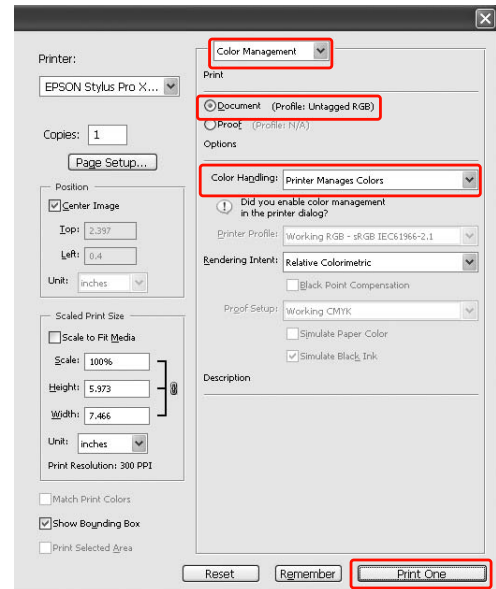 Printer:
EPSON Stylus Pro X...
Copies: 1
Page Setup...
Position
Center Image
Top: 2.397
Left: 0.4
Unit: inches
Scaled Print Size
Scale to Fit Media
Scale: 100%
Height: 5.973
Width: 7.466
Unit: inches
Print Resolution: 300 PPI
Match Print Colors
Show Bounding Box
Print Selected Area
Color Management
Print
Document (Profile: Untagged RGB)
Proof (Profile: N/A)
Options
Color Handling: Printer Manages Colors
Did you enable color management
in the printer dialog?
Printer Profile: Working RGB - sRGB IEC61966-2.1
Rendering Intent: Relative Colorimetric
Black Point Compensation
Proof Setup: Working CMYK
Simulate Paper Color
Simulate Black Ink
Description
Reset Remember Print One